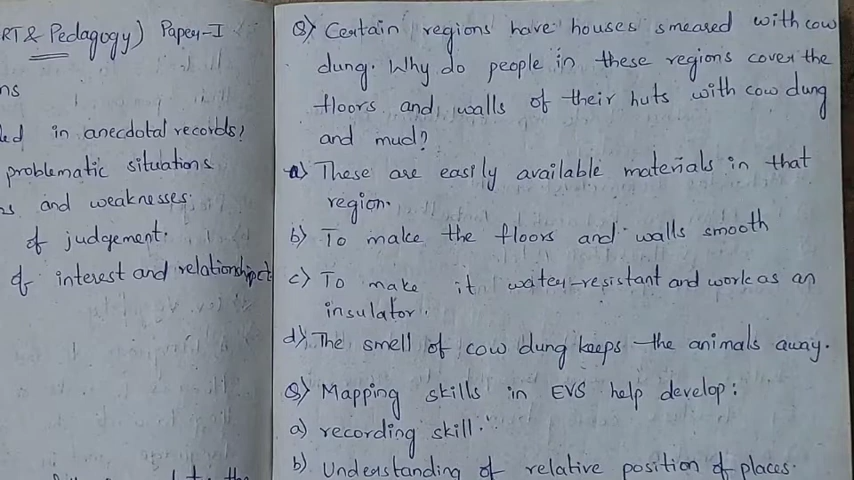 RT & Pedagogy) Paper-I
ns
led in anecdotal records?
problematic situations
and weaknesses.
of judgement.
of interest and relationship
Q) Certain regions have houses smeared with cow
dung. Why do people in these regions cover the
floors and walls of their huts with cow dung
and mud?
a) These are easily available materials in that
region.
b) To make the floors and walls smooth
c) To make it water-resistant and work as an
insulator.
d) The smell of cow dung keeps the animals away.
Q) Mapping skills in EVS help develop:
a) recording skill.
b) Understanding of relative position of places.